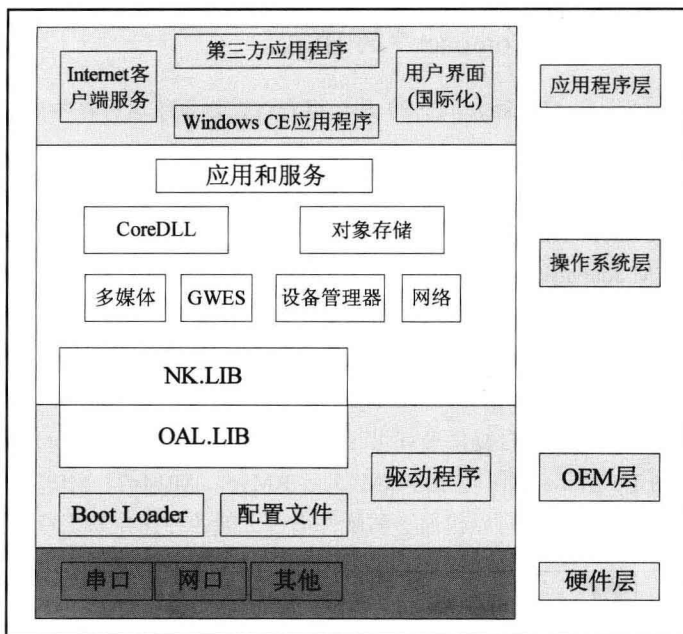 第三方应用程序
Internet客
户端服务
用户界面
(国际化)
Windows CE应用程序
应用程序层
应用和服务
CoreDLL
对象存储
操作系统层
多媒体
GWES
设备管理器
网络
NK.LIB
OAL.LIB
驱动程序
OEM层
Boot Loader
配置文件
串口
网口
其他
硬件层